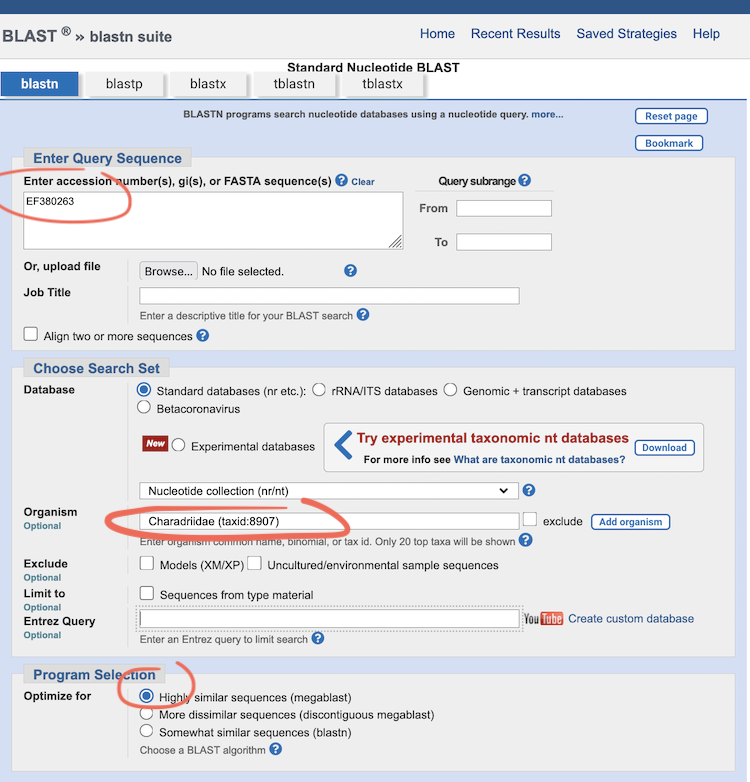 BLAST ® » blastn suite
Home Recent Results Saved Strategies Help
Standard Nucleotide BLAST
blastn blastp blastx tblastn tblastx
BLASTN programs search nucleotide databases using a nucleotide query. more...
Reset page
Bookmark
Enter Query Sequence
Enter accession number(s), gi(s), or FASTA sequence(s) ? Clear
Query subrange ?
EF380263
From
To
Or, upload file Browse... No file selected. ?
Job Title
Enter a descriptive title for your BLAST search ?
Align two or more sequences ?
Choose Search Set
Database Standard databases (nr etc.): rRNA/ITS databases Genomic + transcript databases
Betacoronavirus
New Experimental databases
Try experimental taxonomic nt databases
For more info see What are taxonomic nt databases?
Download
Nucleotide collection (nr/nt) ?
Organism
Optional
Charadriidae (taxid:8907) exclude Add organism
Enter organism common name, binomial, or tax id. Only 20 top taxa will be shown ?
Exclude
Optional
Models (XM/XP) Uncultured/environmental sample sequences
Limit to
Optional
Sequences from type material
Entrez Query
Optional
YouTube Create custom database
Enter an Entrez query to limit search ?
Program Selection
Optimize for Highly similar sequences (megablast)
More dissimilar sequences (discontiguous megablast)
Somewhat similar sequences (blastn)
Choose a BLAST algorithm ?